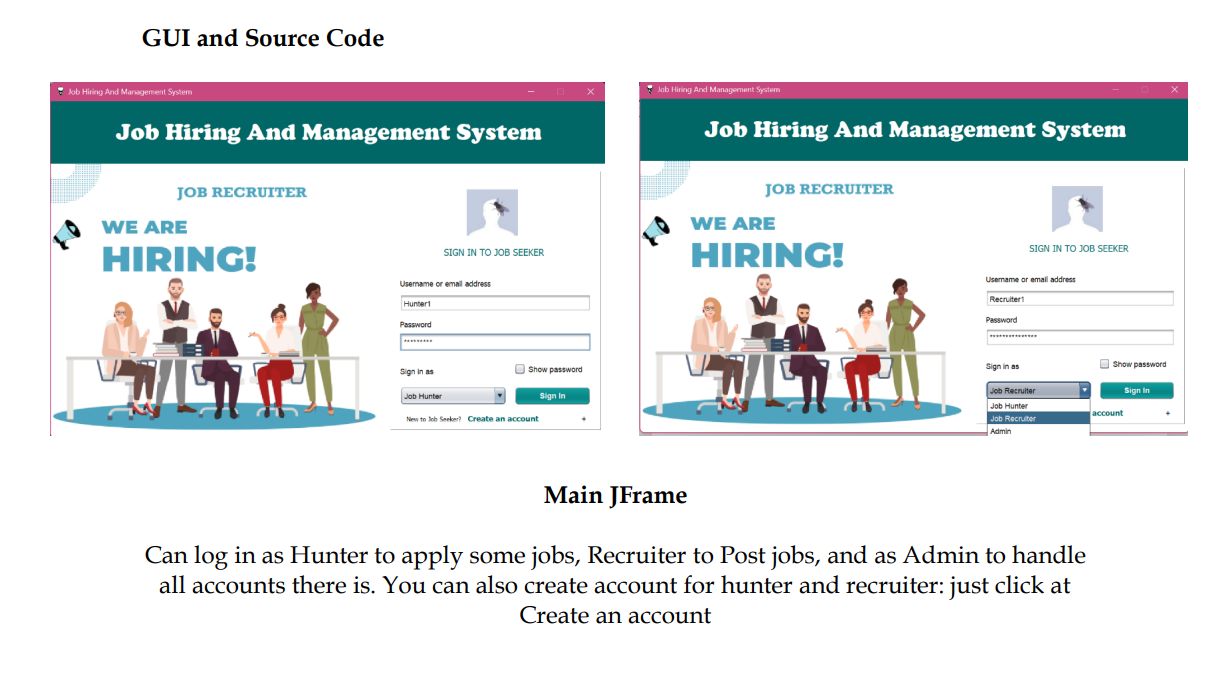 GUI and Source Code
Job Hiring And Management System
Job Hiring And Management System
JOB RECRUITER
WE ARE
HIRING!
SIGN IN TO JOB SEEKER
Username or email address
Hunter1
Password
*********
Sign in as
Show password
Job Hunter
Sign In
New to Job Seeker? Create an account +
Job Hiring And Management System
Job Hiring And Management System
JOB RECRUITER
WE ARE
HIRING!
SIGN IN TO JOB SEEKER
Username or email address
Recruiter1
Password
***************
Show password
Sign in as
Job Recruiter
Sign In
Job Hunter
account +
Job Recruiter
Admin
Main JFrame
Can log in as Hunter to apply some jobs, Recruiter to Post jobs, and as Admin to handle
all accounts there is. You can also create account for hunter and recruiter: just click at
Create an account